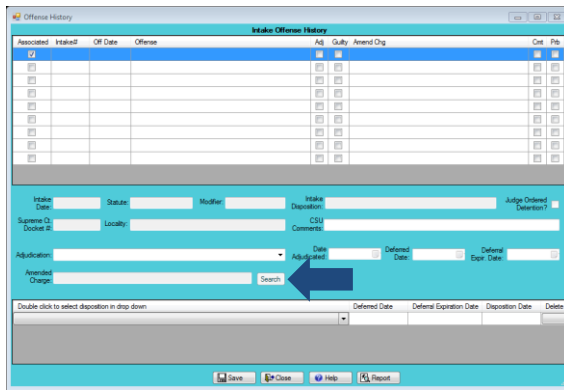 Offense History
Intake Offense History
Associated Intake# Off Date Offense Adj Guilty Amend Chg Cmt Prb
Intake Date: Statute: Modifier: Intake Disposition: Judge Ordered Detention?
Supreme Ct. Docket #: Locality: CSU Comments:
Adjudication: Date Adjudicated: Deferred Date: Deferral Expir. Date:
Amended Charge: Search
Double click to select disposition in drop down Deferred Date Deferral Expiration Date Disposition Date Delete
Save Close Help Report